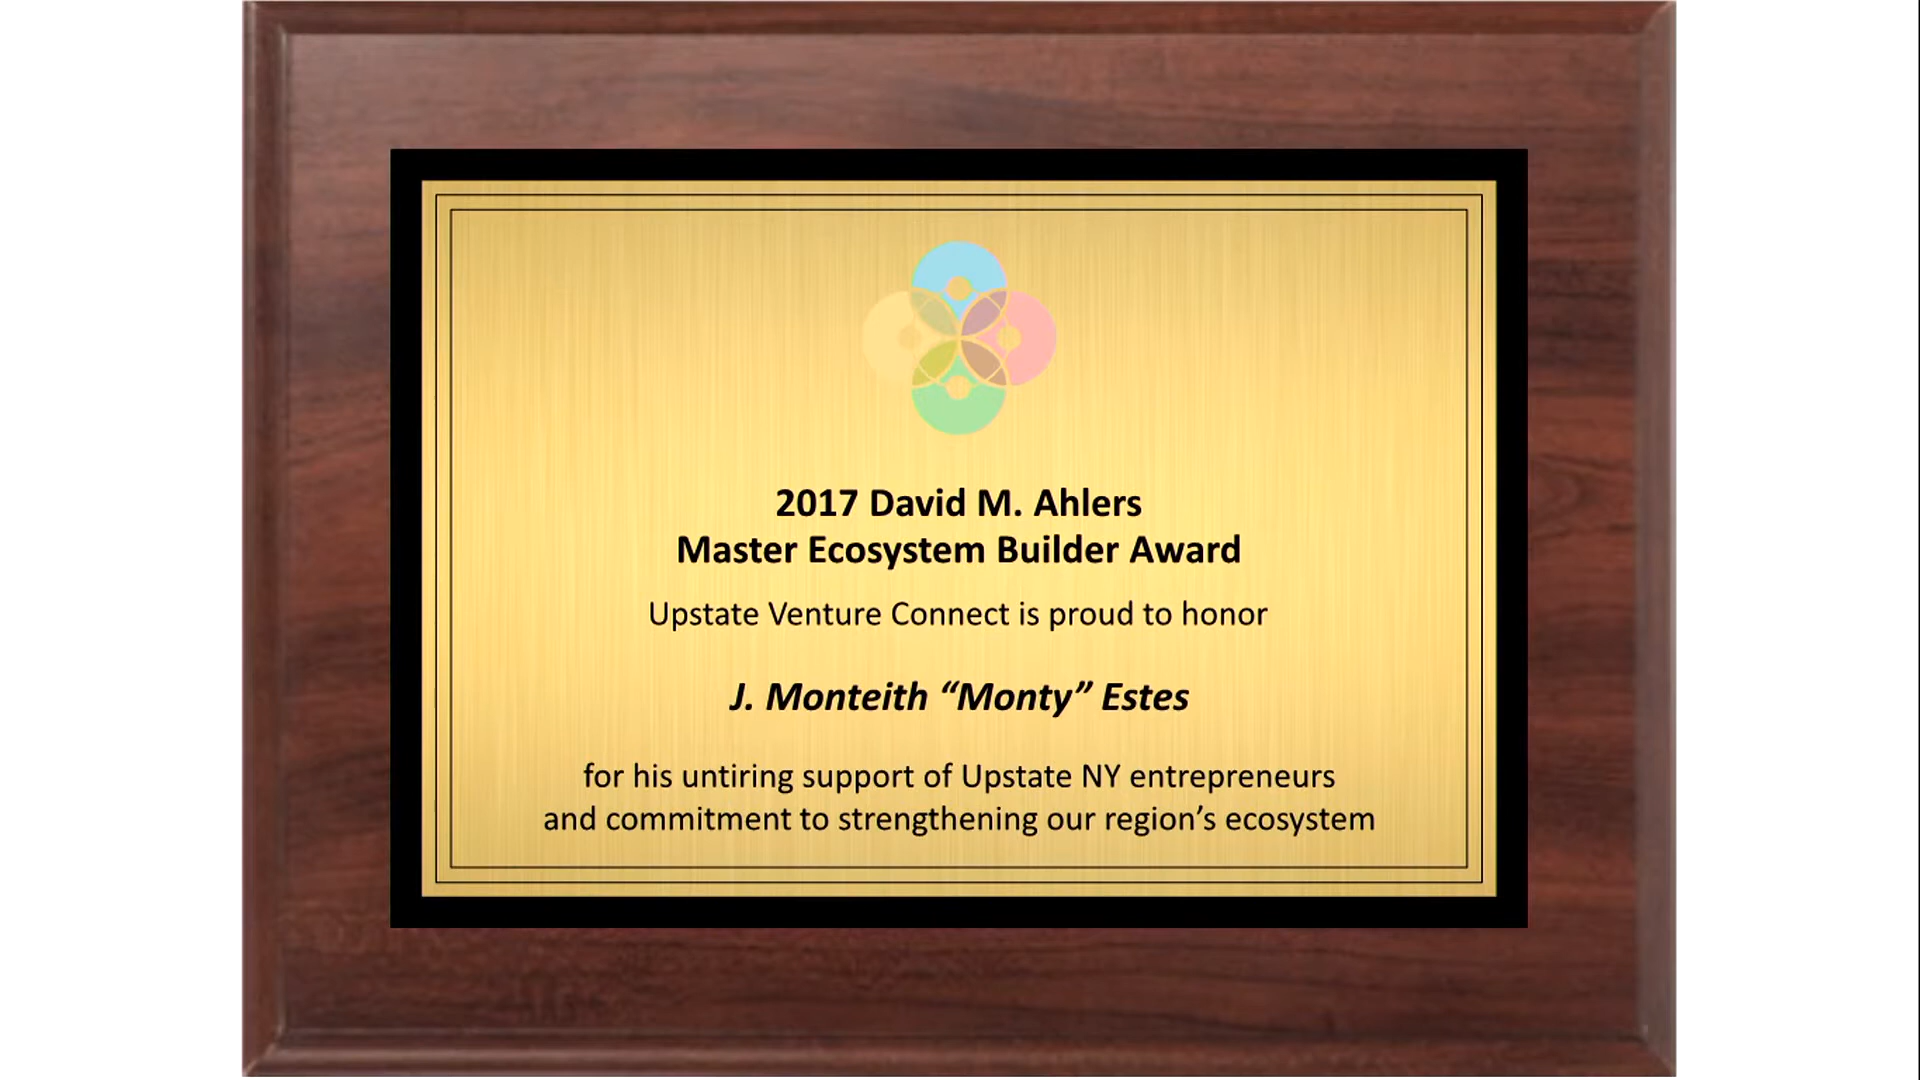 2017 David M. Ahlers
Master Ecosystem Builder Award
Upstate Venture Connect is proud to honor
J. Monteith “Monty” Estes
for his untiring support of Upstate NY entrepreneurs
and commitment to strengthening our region’s ecosystem